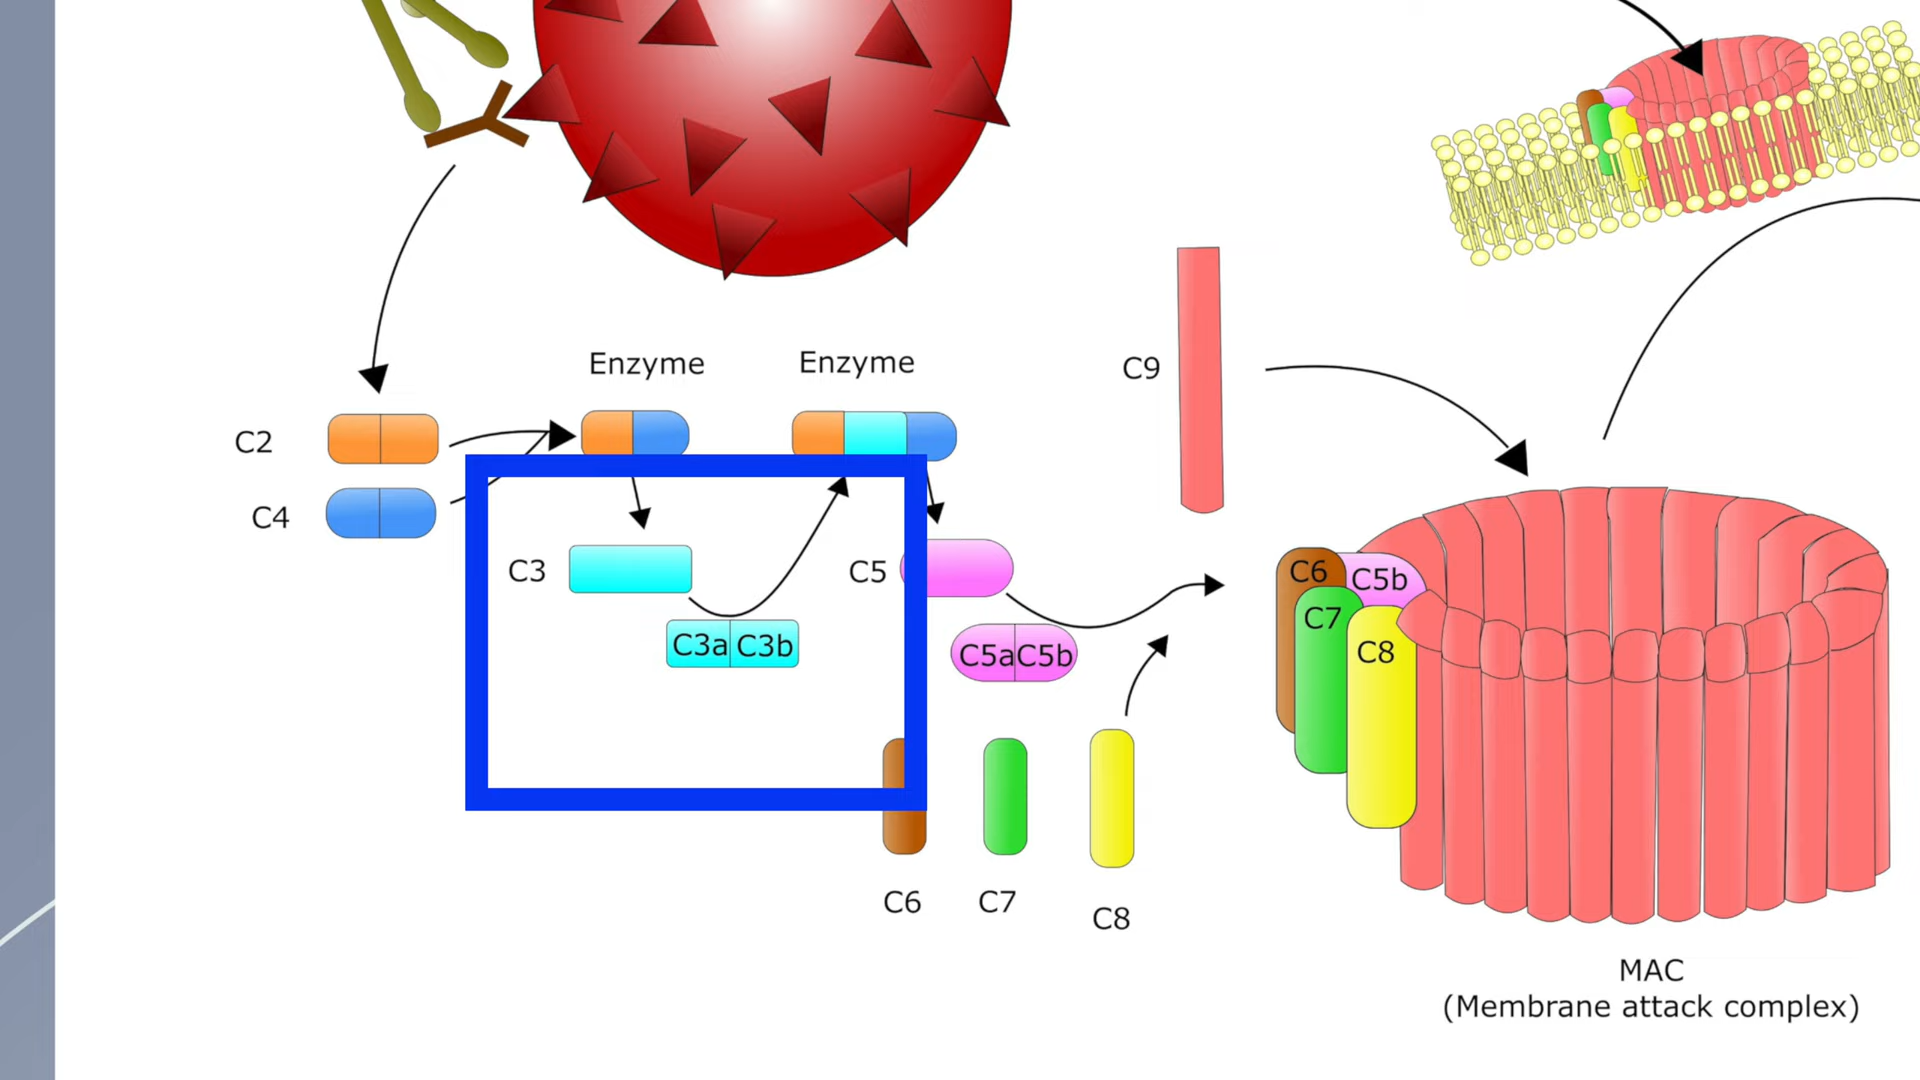 Enzyme
Enzyme
C9
C2
C4
C3
C5
C3a C3b
C5a C5b
C6
C5b
C7
C8
C6
C7
C8
MAC
(Membrane attack complex)